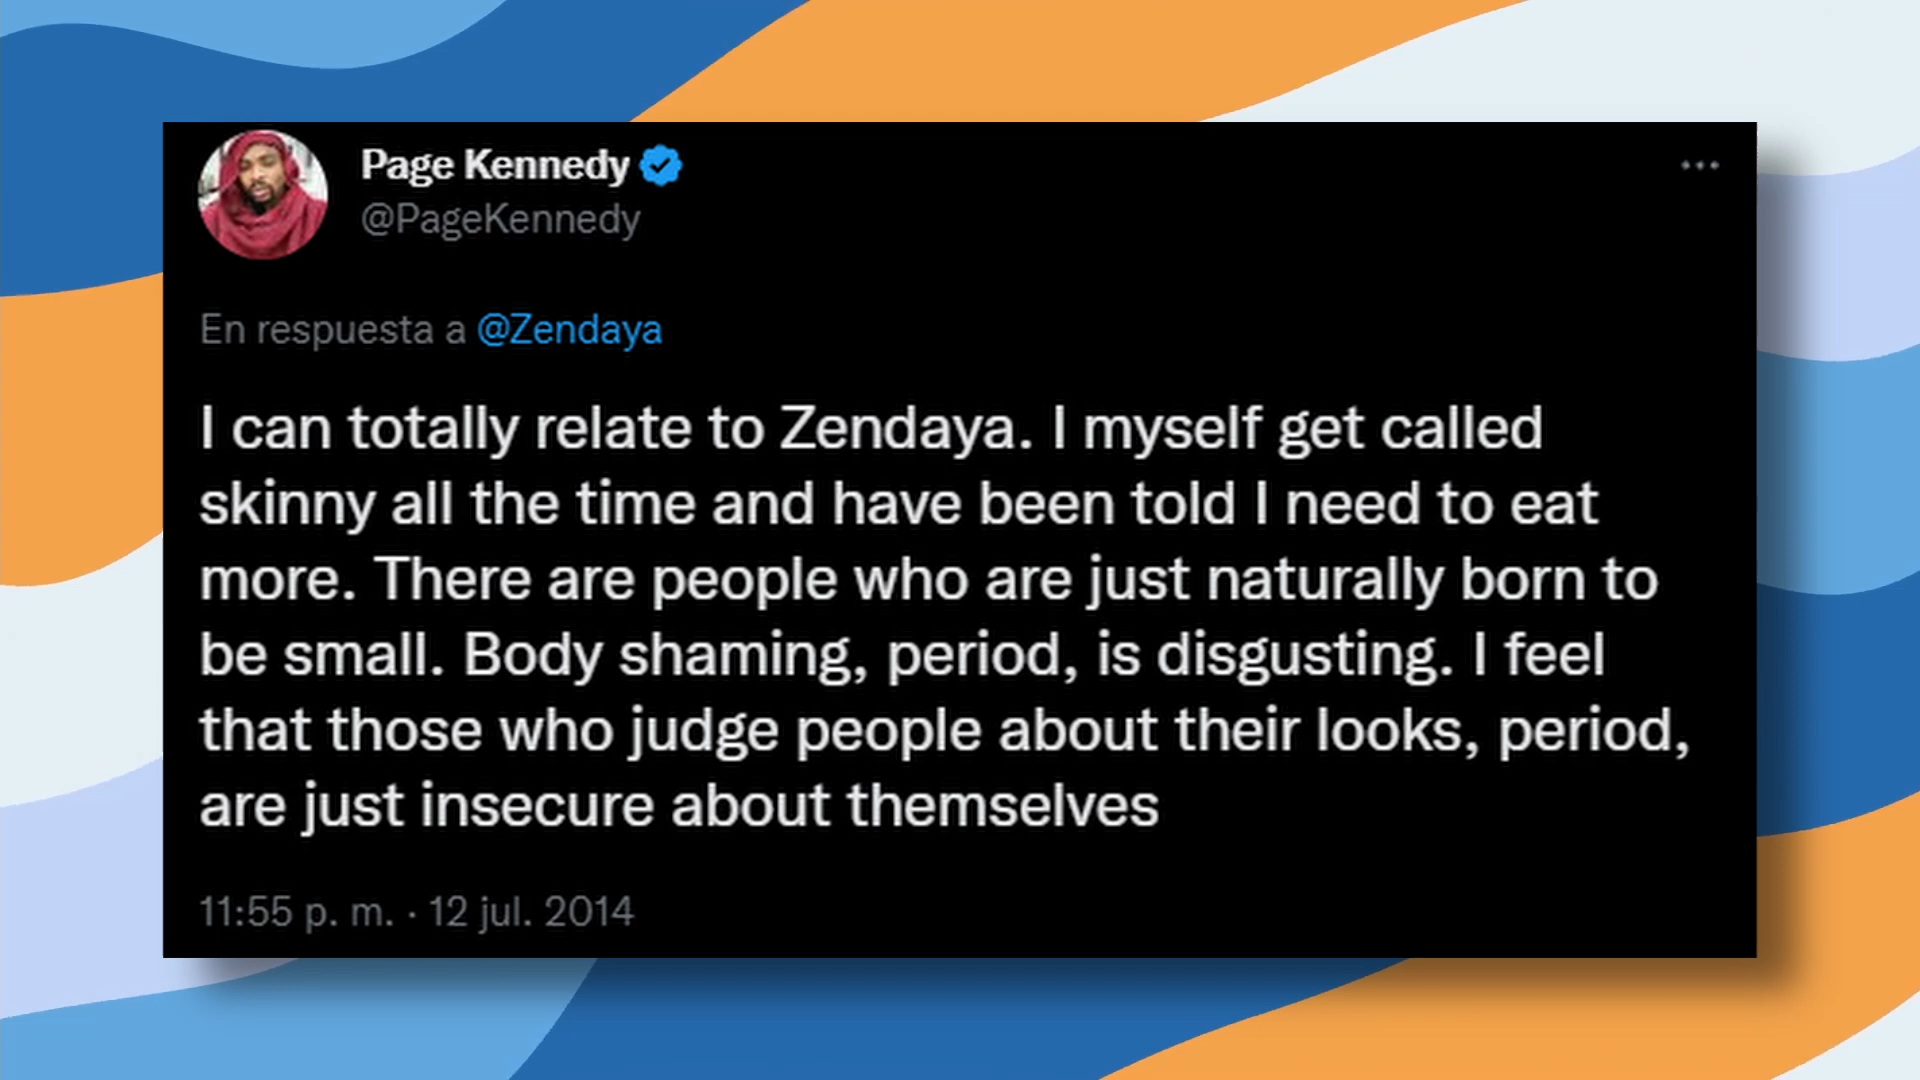 Page Kennedy
@PageKennedy
En respuesta a @Zendaya
I can totally relate to Zendaya. I myself get called
skinny all the time and have been told I need to eat
more. There are people who are just naturally born to
be small. Body shaming, period, is disgusting. I feel
that those who judge people about their looks, period,
are just insecure about themselves
11:55 p. m. · 12 jul. 2014